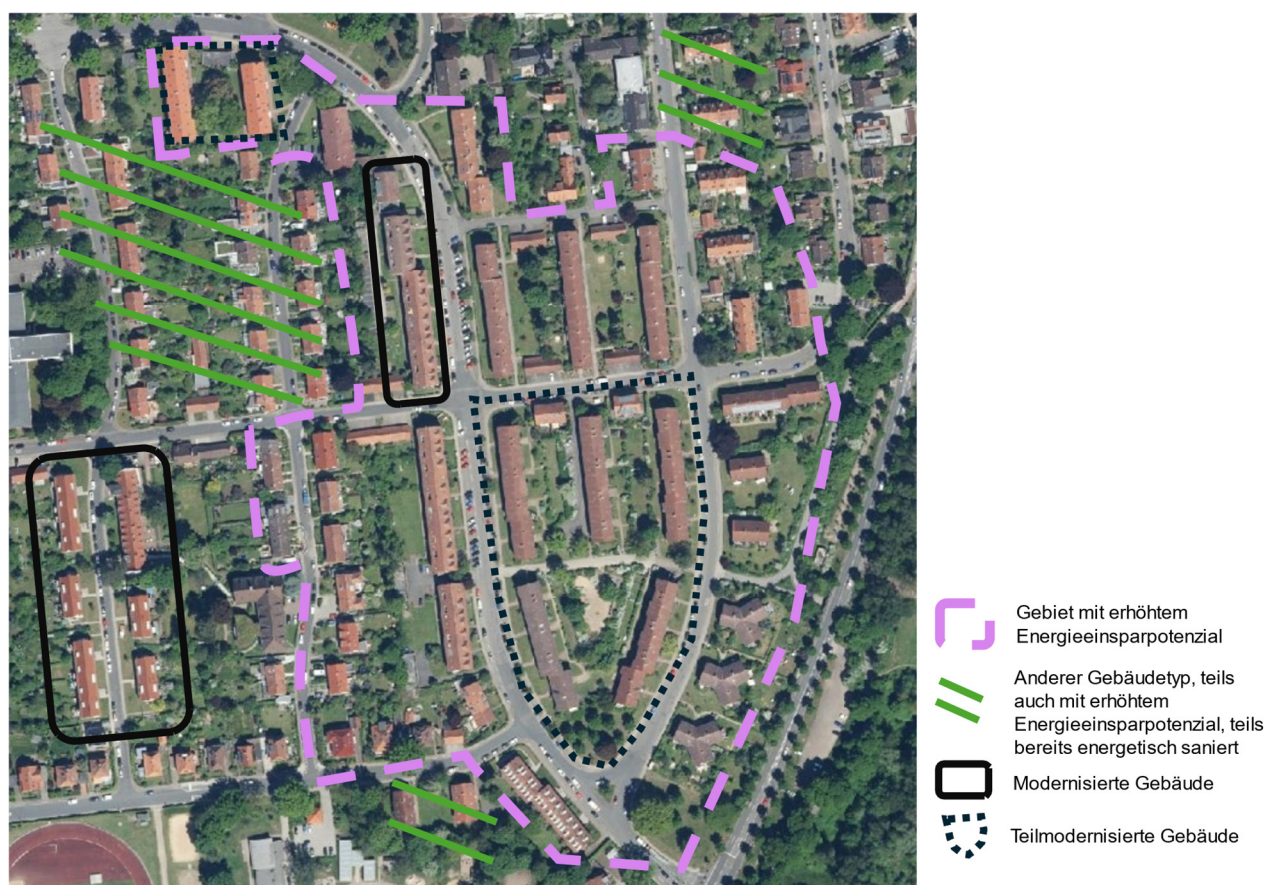 Gebiet mit erhöhtem
Energieeinsparpotenzial
Anderer Gebäudetyp, teils
auch mit erhöhtem
Energieeinsparpotenzial, teils
bereits energetisch saniert
Modernisierte Gebäude
Teilmodernisierte Gebäude